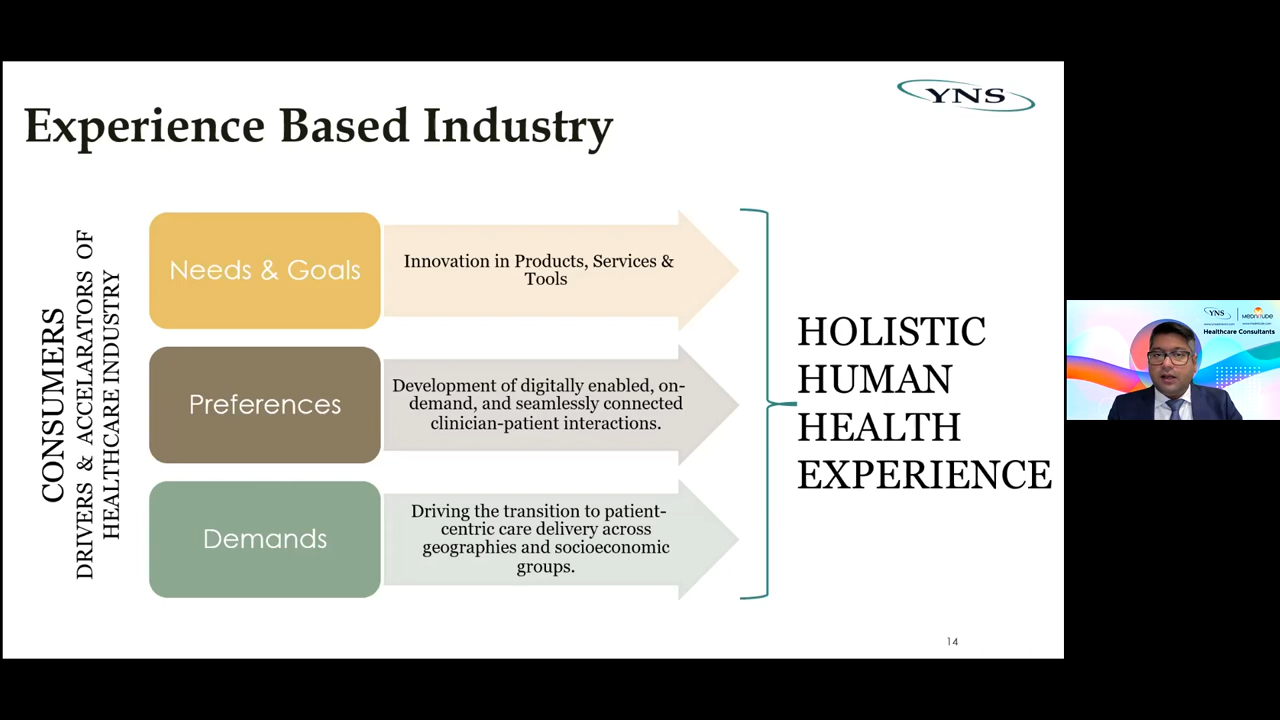 Experience Based Industry
YNS
CONSUMERS
DRIVERS & ACCELARATORS OF
HEALTHCARE INDUSTRY
Needs & Goals
Innovation in Products, Services &
Tools
Preferences
Development of digitally enabled, on-
demand, and seamlessly connected
clinician-patient interactions.
Demands
Driving the transition to patient-
centric care delivery across
geographies and socioeconomic
groups.
HOLISTIC
HUMAN
HEALTH
EXPERIENCE
14
YNS
MEDNITUDE
Healthcare Consultants